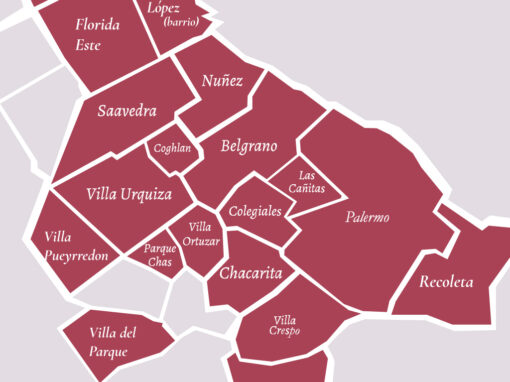 López
(barrio)
Florida
Este
Nuñez
Saavedra
Coghlan
Belgrano
Las
Cañitas
Villa Urquiza
Colegiales
Palermo
Villa
Ortuzar
Villa
Pucyrredon
Parque
Chas
Chacarita
Recoleta
Villa
Crespo
Villa del
Parque